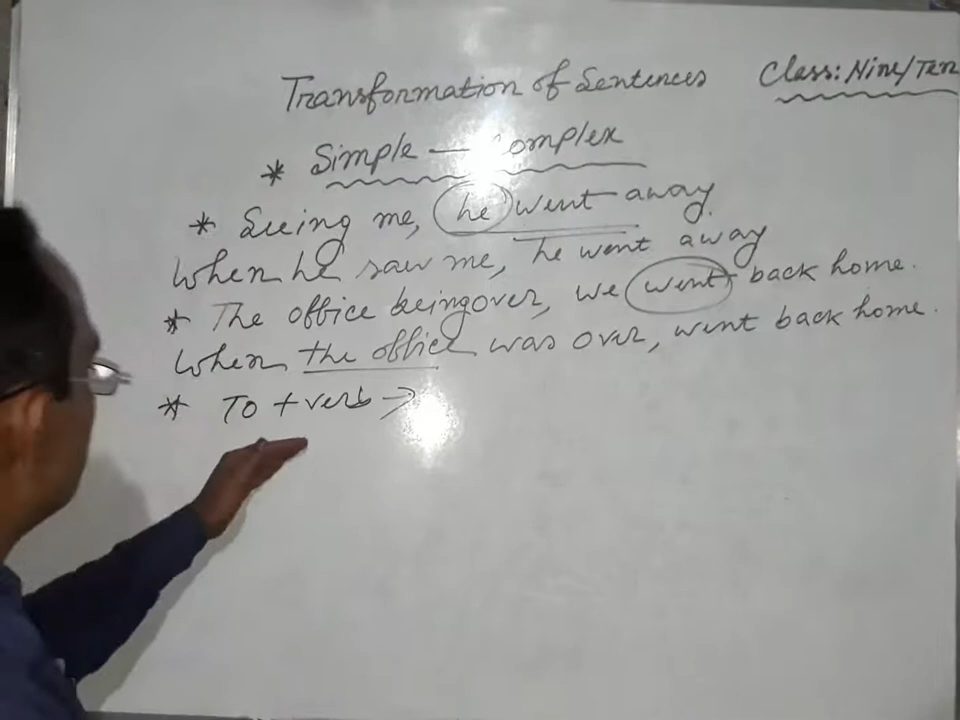 Transformation of Sentences
Class: Nine/Ten
* Simple — Complex
* Seeing me, he went away.
When he saw me, he went away
* The office being over, we went back home.
When the office was over, went back home.
* To + verb →